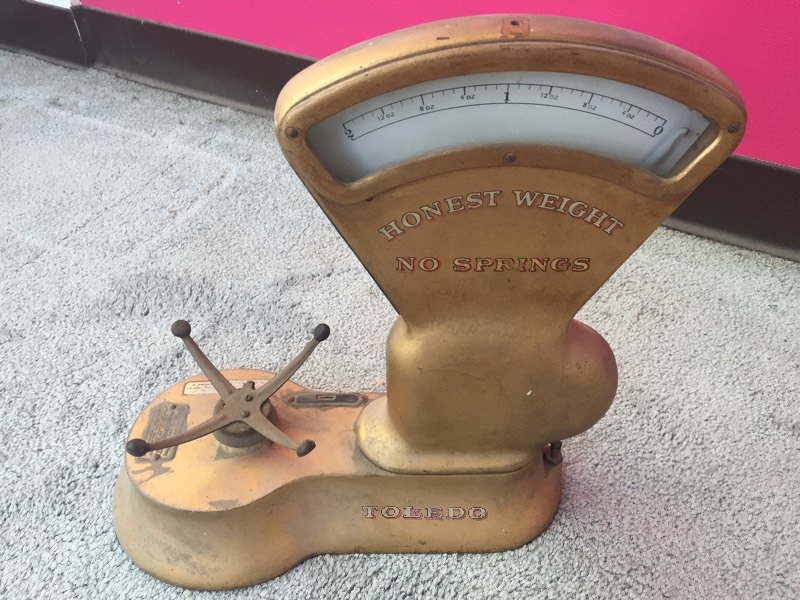 2 12 OZ 8 OZ 4 OZ 1 12 OZ 8 OZ 4 OZ 0
HONEST WEIGHT
NO SPRINGS
TOLEDO